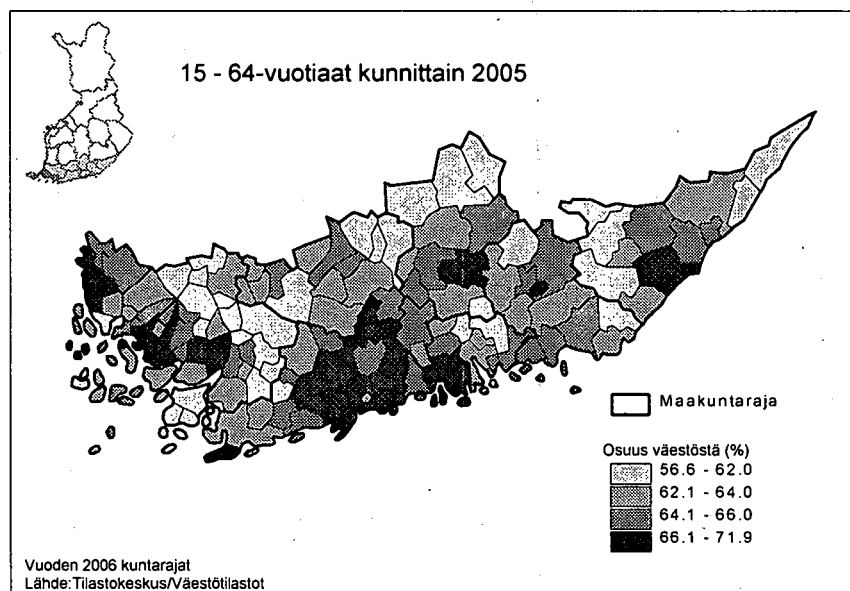 15 - 64-vuotiaat kunnittain 2005
Maakuntaraja
Osuus väestöstä (%)
56.6 - 62.0
62.1 - 64.0
64.1 - 66.0
66.1 - 71.9
Vuoden 2006 kuntarajat
Lähde:Tilastokeskus/Väestötilastot